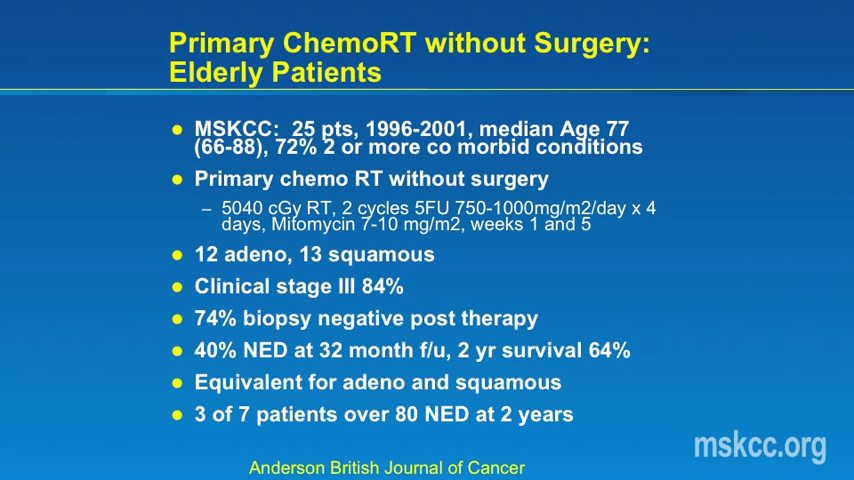 Primary ChemoRT without Surgery:
Elderly Patients
● MSKCC: 25 pts, 1996-2001, median Age 77
(66-88), 72% 2 or more co morbid conditions
● Primary chemo RT without surgery
– 5040 cGy RT, 2 cycles 5FU 750-1000mg/m2/day x 4
days, Mitomycin 7-10 mg/m2, weeks 1 and 5
● 12 adeno, 13 squamous
● Clinical stage III 84%
● 74% biopsy negative post therapy
● 40% NED at 32 month f/u, 2 yr survival 64%
● Equivalent for adeno and squamous
● 3 of 7 patients over 80 NED at 2 years
mskcc.org
Anderson British Journal of Cancer